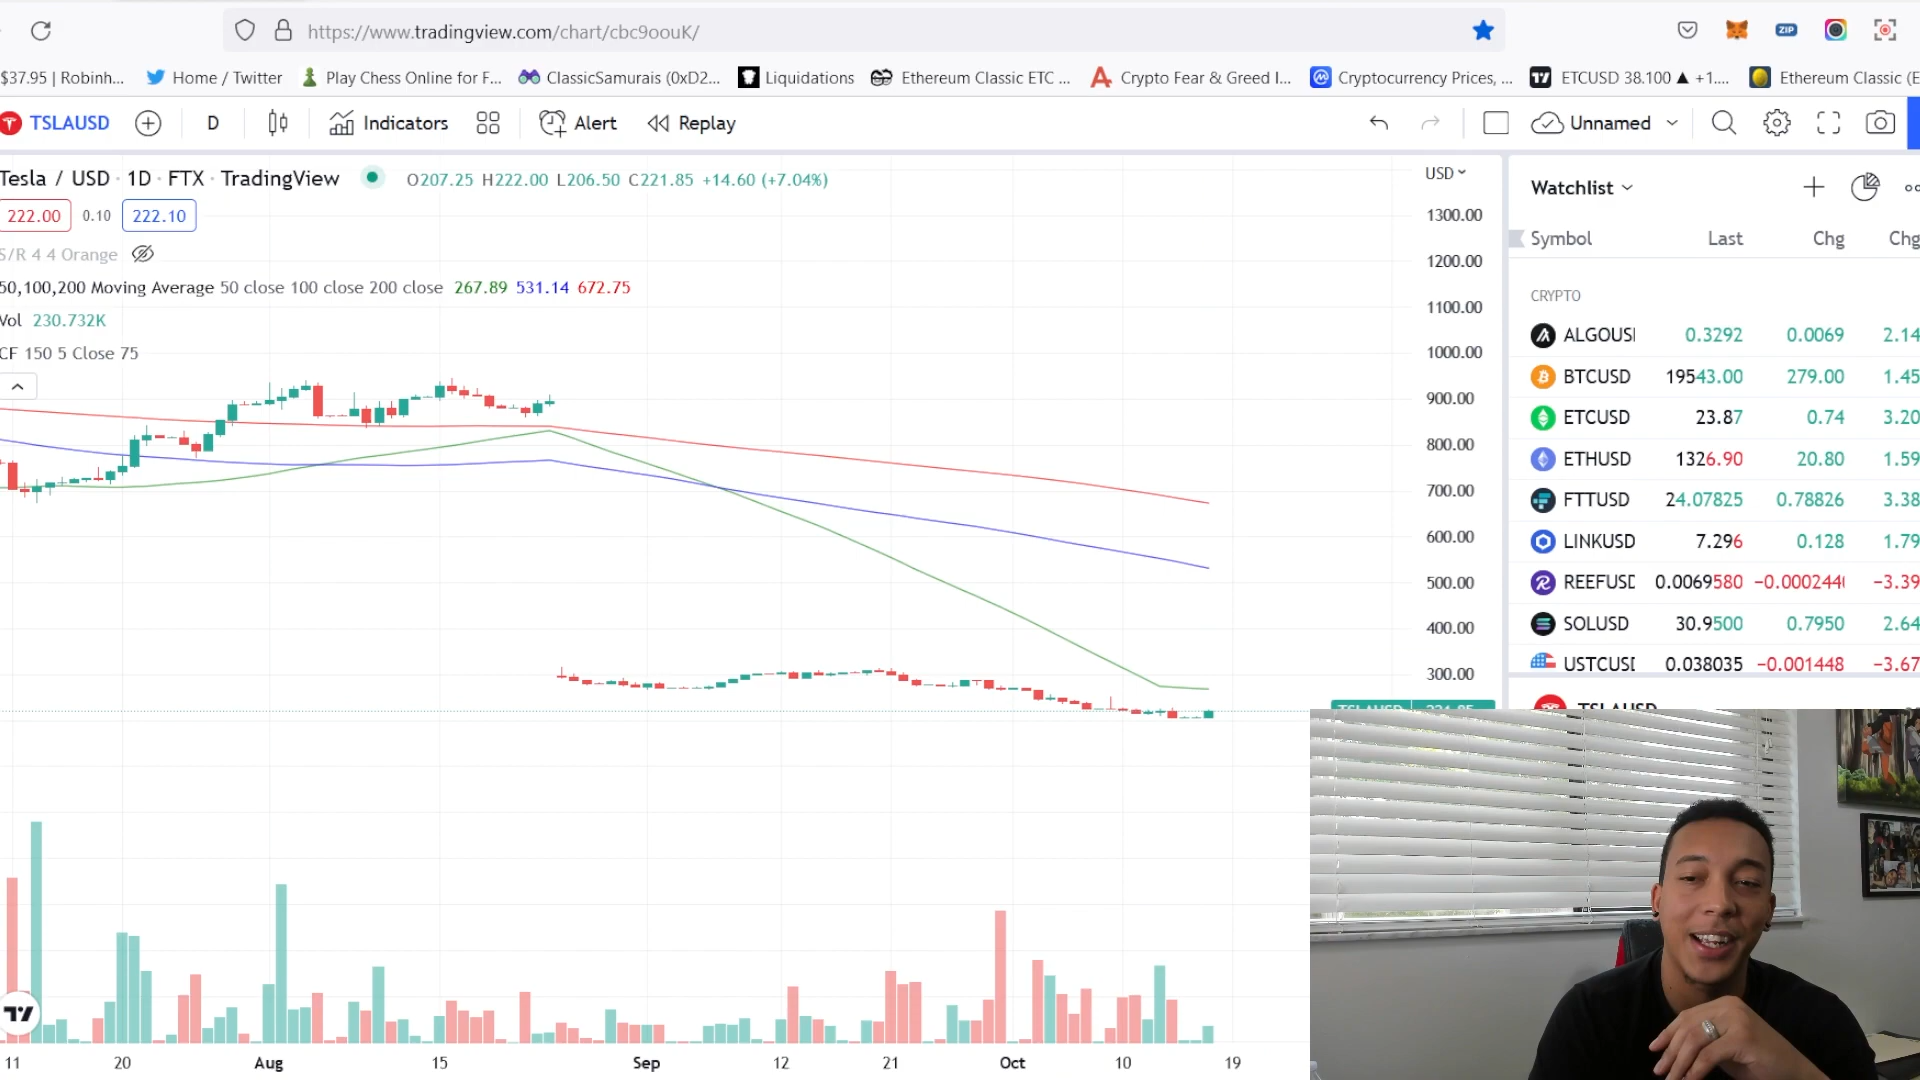 https://www.tradingview.com/chart/cbc9oouK/
ZIP
$37.95 | Robinh...
Home / Twitter
Play Chess Online for F...
ClassicSamurais (0xD2...
Liquidations
Ethereum Classic ETC ...
Crypto Fear & Greed I...
Cryptocurrency Prices, ...
ETCUSD 38.100 ▲ +1....
Ethereum Classic (E
TSLAUSD
D
Indicators
Alert
Replay
Unnamed
Tesla / USD · 1D · FTX · TradingView
O207.25 H222.00 L206.50 C221.85 +14.60 (+7.04%)
USD
222.00
0.10
222.10
S/R 4 4 Orange
50,100,200 Moving Average 50 close 100 close 200 close 267.89 531.14 672.75
Vol 230.732K
CF 150 5 Close 75
1300.00
1200.00
1100.00
1000.00
900.00
800.00
700.00
600.00
500.00
400.00
300.00
TSLAUSD 221.85
Watchlist
Symbol Last Chg Chg
CRYPTO
ALGOUS 0.3292 0.0069 2.14
BTCUSD 19543.00 279.00 1.45
ETCUSD 23.87 0.74 3.20
ETHUSD 1326.90 20.80 1.59
FTTUSD 24.07825 0.78826 3.38
LINKUSD 7.296 0.128 1.79
REEFUSD 0.0069580 −0.000244 −3.39
SOLUSD 30.9500 0.7950 2.64
USTCUS 0.038035 −0.001448 −3.67
TSLAUSD
11 20 Aug 15 Sep 12 21 Oct 10 19